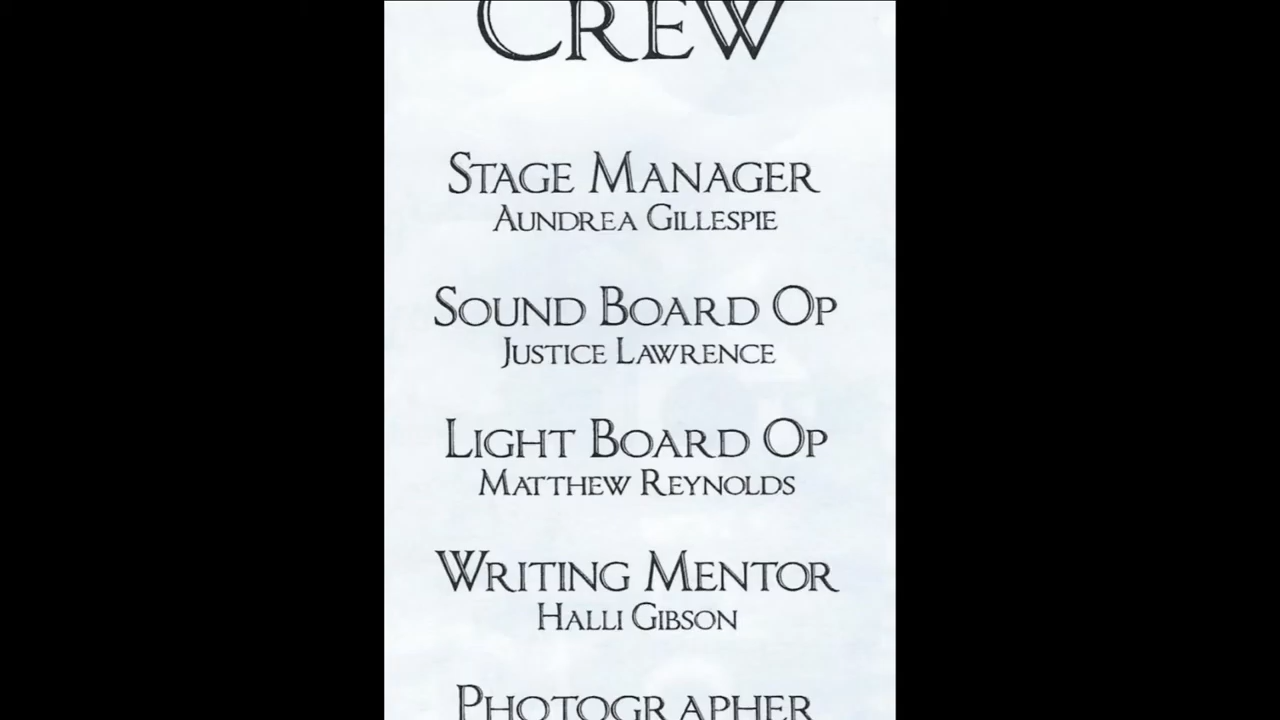 CREW
STAGE MANAGER
AUNDREA GILLESPIE
SOUND BOARD OP
JUSTICE LAWRENCE
LIGHT BOARD OP
MATTHEW REYNOLDS
WRITING MENTOR
HALLI GIBSON
PHOTOGRAPHER